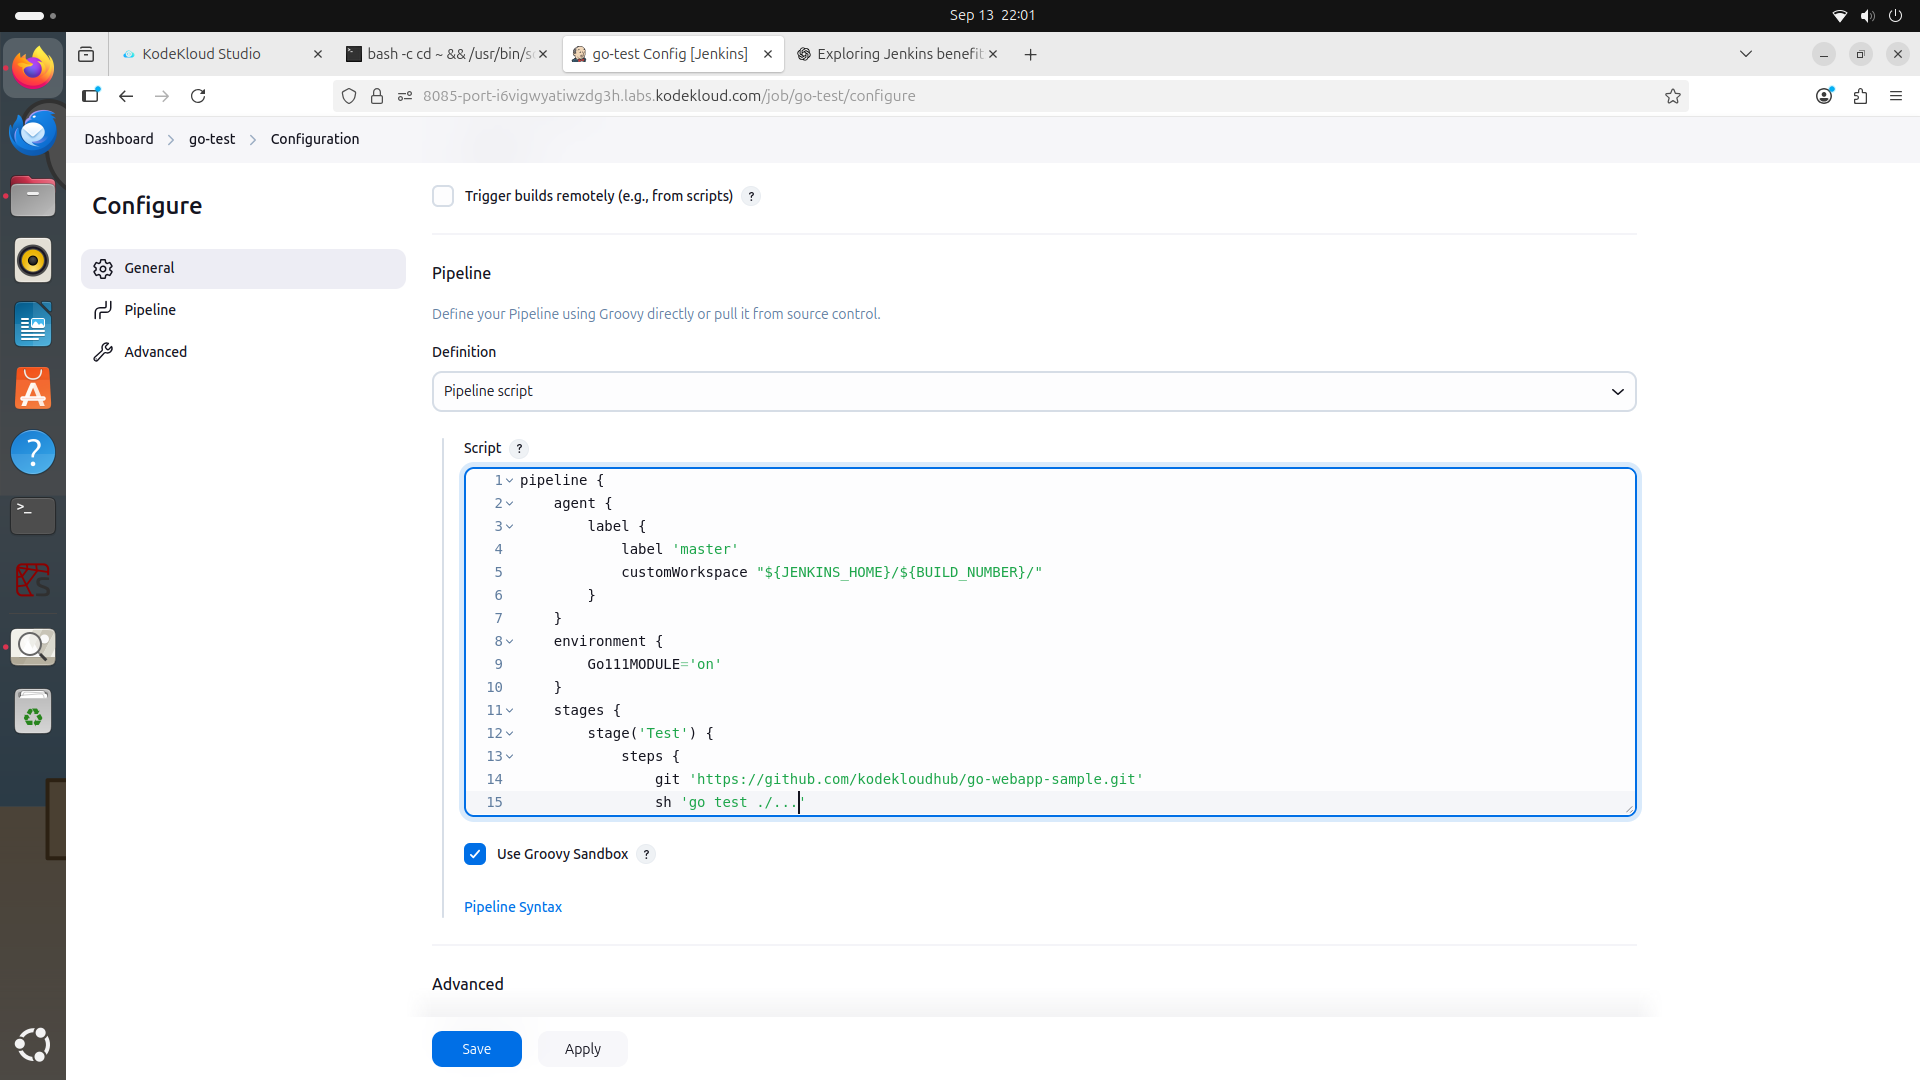 Sep 13 22:01
KodeKloud Studio
bash -c cd ~ && /usr/bin/s
go-test Config [Jenkins]
Exploring Jenkins benefit
8085-port-i6vigwyatiwzdg3h.labs.kodekloud.com/job/go-test/configure
Dashboard > go-test > Configuration
Configure
General
Pipeline
Advanced
Trigger builds remotely (e.g., from scripts) ?
Pipeline
Define your Pipeline using Groovy directly or pull it from source control.
Definition
Pipeline script
Script ?
1 pipeline {
2     agent {
3         label {
4             label 'master'
5             customWorkspace "${JENKINS_HOME}/${BUILD_NUMBER}/"
6         }
7     }
8     environment {
9         Go111MODULE='on'
10     }
11     stages {
12         stage('Test') {
13             steps {
14                 git 'https://github.com/kodekloudhub/go-webapp-sample.git'
15                 sh 'go test ./...'
Use Groovy Sandbox ?
Pipeline Syntax
Advanced
Save
Apply